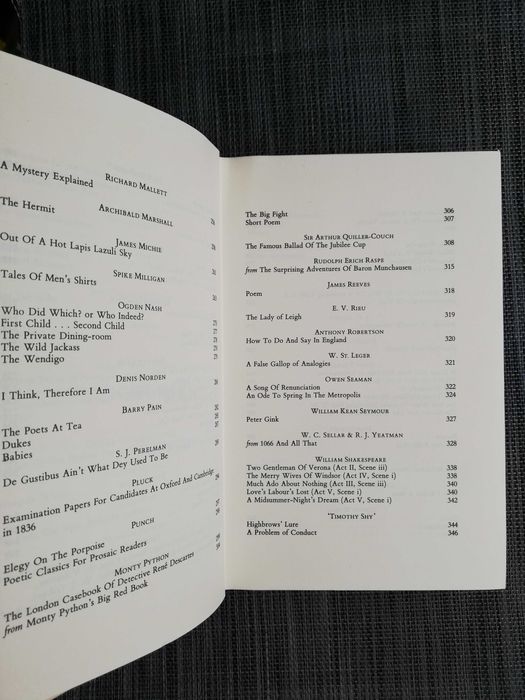 RICHARD MALLETT
A Mystery Explained
ARCHIBALD MARSHALL
The Hermit
JAMES MICHIE
Out Of A Hot Lapis Lazuli
Sky
SPIKE MILLIGAN
Tales Of Men's Shirts
OGDEN NASH
Who Did Which? or Who Indeed?
First Child . . . Second Child
The Private Dining-room
The Wild Jackass
The Wendigo
DENIS NORDEN
I Think, Therefore I Am
BARRY PAIN
The Poets At Tea
Dukes
Babies
S. J. PERELMAN
De Gustibus Ain't What Dey Used To Be
PLUCK
Examination Papers For Candidates At Oxford And Cambridge
in 1836
PUNCH
Elegy On The Porpoise
Poetic Classics For Prosaic Readers
MONTY PYTHON
The London Casebook Of Detective René Descartes
from Monty Python's Big Red Book
The Big Fight 306
Short Poem 307
SIR ARTHUR QUILLER-COUCH
The Famous Ballad Of The Jubilee Cup 308
RUDOLPH ERICH RASPE
from The Surprising Adventures Of Baron Munchausen 315
JAMES REEVES
Poem 318
E. V. RIEU
The Lady of Leigh 319
ANTHONY ROBERTSON
How To Do And Say In England 320
W. ST. LEGER
A False Gallop of Analogies 321
OWEN SEAMAN
A Song of Renunciation 322
An Ode To Spring In The Metropolis 324
WILLIAM KEAN SEYMOUR
Peter Gink 327
W. C. SELLAR & R. J. YEATMAN
from 1066 And All That 328
WILLIAM SHAKESPEARE
Two Gentleman Of Verona (Act II, Scene iii) 338
The Merry Wives Of Windsor (Act IV, Scene i) 338
Much Ado About Nothing (Act III, Scene iii) 340
Love's Labour's Lost (Act V, Scene i) 340
A Midsummer-Night's Dream (Act V, Scene i) 342
'TIMOTHY SHY'
Highbrows' Lure 344
A Problem of Conduct 346